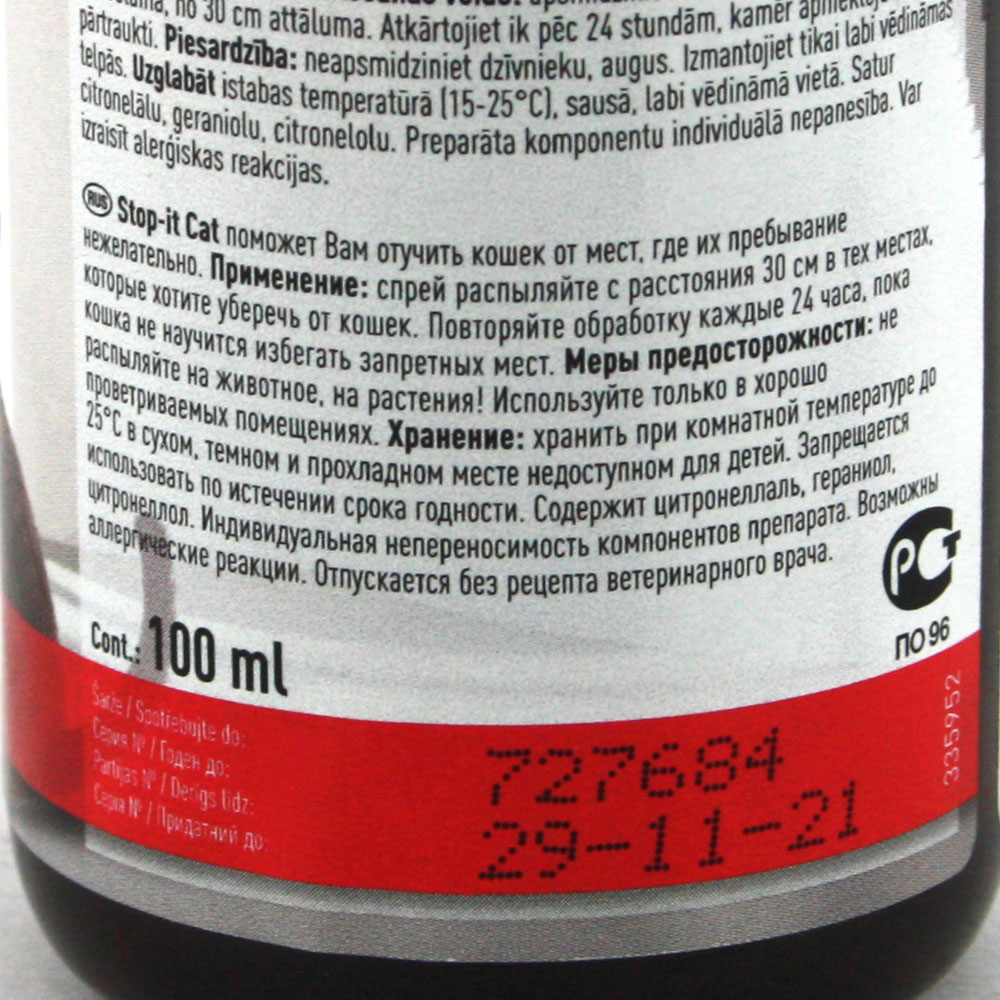 no 30 cm attāluma. Atkārtojiet ik pēc 24 stundām, kamēr
pārtraukti. Piesardzība: neapsmidziniet dzīvnieku, augus. Izmantojiet tikai labi vēdināmās
telpās. Uzglabāt istabas temperatūrā (15-25°C), sausā, labi vēdināmā vietā. Satur
citronelālu, geraniolu, citronelolu. Preparāta komponentu individuālā nepanesība. Var
izraisīt alerģiskas reakcijas.
RUS Stop-it Cat поможет Вам отучить кошек от мест, где их пребывание
нежелательно. Применение: спрей распыляйте с расстояния 30 см в тех местах,
которые хотите уберечь от кошек. Повторяйте обработку каждые 24 часа, пока
кошка не научится избегать запретных мест. Меры предосторожности: не
распыляйте на животное, на растения! Используйте только в хорошо
проветриваемых помещениях. Хранение: хранить при комнатной температуре до
25°C в сухом, темном и прохладном месте недоступном для детей. Запрещается
использовать по истечении срока годности. Содержит цитронеллаль, гераниол,
цитронеллол. Индивидуальная непереносимость компонентов препарата. Возможны
аллергические реакции. Отпускается без рецепта ветеринарного врача.
РСТ
ПО 96
Cont.: 100 ml
Šarže / Spotřebujte do:
Серия № / Годен до:
Partijas № / Derīgs līdz:
Серія № / Придатний до:
727684
29-11-21
335952